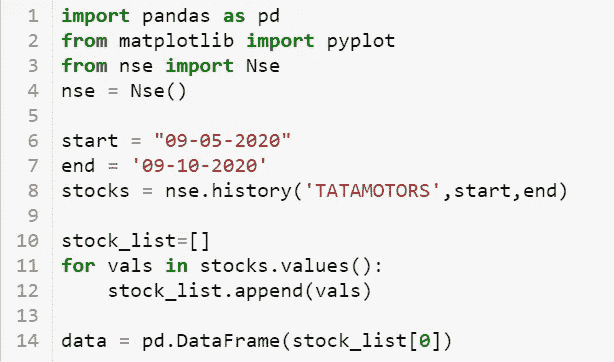 1 import pandas as pd
2 from matplotlib import pyplot
3 from nse import Nse
4 nse = Nse()
5
6 start = "09-05-2020"
7 end = '09-10-2020'
8 stocks = nse.history('TATAMOTORS',start,end)
9
10 stock_list=[]
11 for vals in stocks.values():
12     stock_list.append(vals)
13
14 data = pd.DataFrame(stock_list[0])